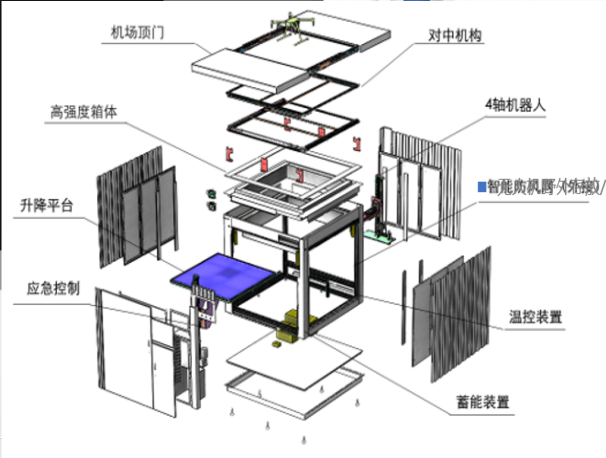 机场顶门
对中机构
高强度箱体
4轴机器人
升降平台
应急控制
温控装置
蓄能装置